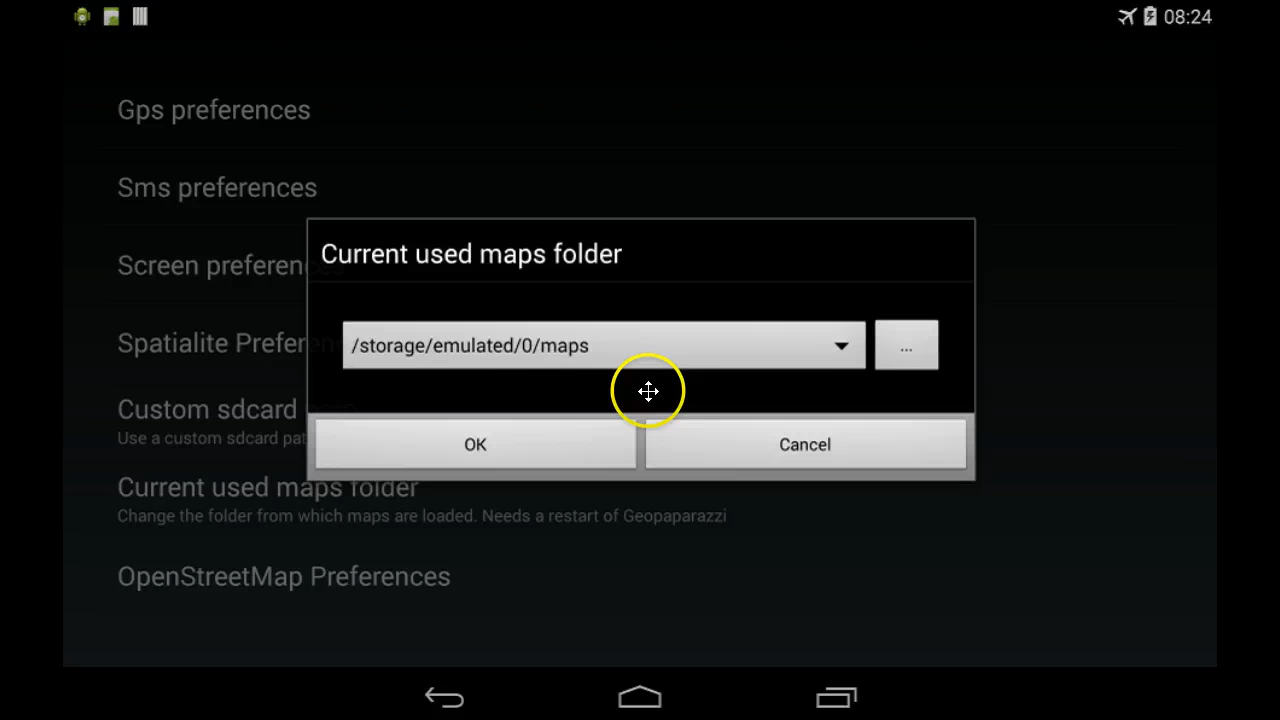 08:24
Gps preferences
Sms preferences
Screen preferences
Current used maps folder
Spatialite Prefer
/storage/emulated/0/maps
...
Custom sdcard
Use a custom sdcard pat
OK
Cancel
Current used maps folder
Change the folder from which maps are loaded. Needs a restart of Geopaparazzi
OpenStreetMap Preferences